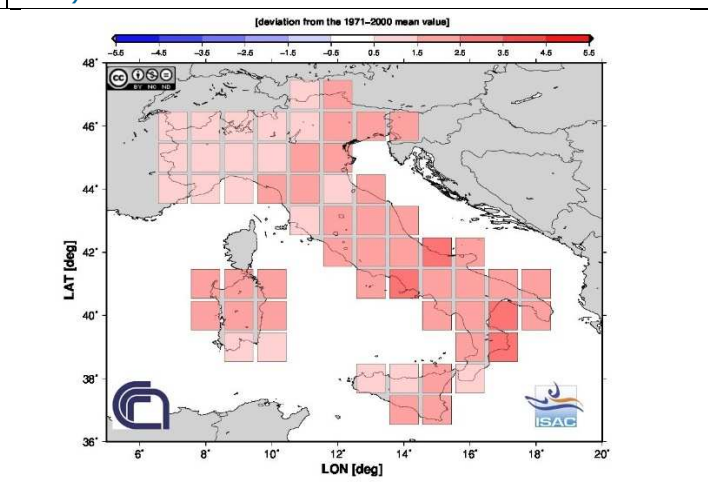 [deviation from the 1971-2000 mean value]
-5.5 -4.5 -3.5 -2.5 -1.5 -0.5 0.5 1.5 2.5 3.5 4.5 5.5
48°
cc
BY NC ND
46°
44°
42°
LAT [deg]
40°
38°
ISAC
36°
6° 8° 10° 12° 14° 16° 18° 20°
LON [deg]